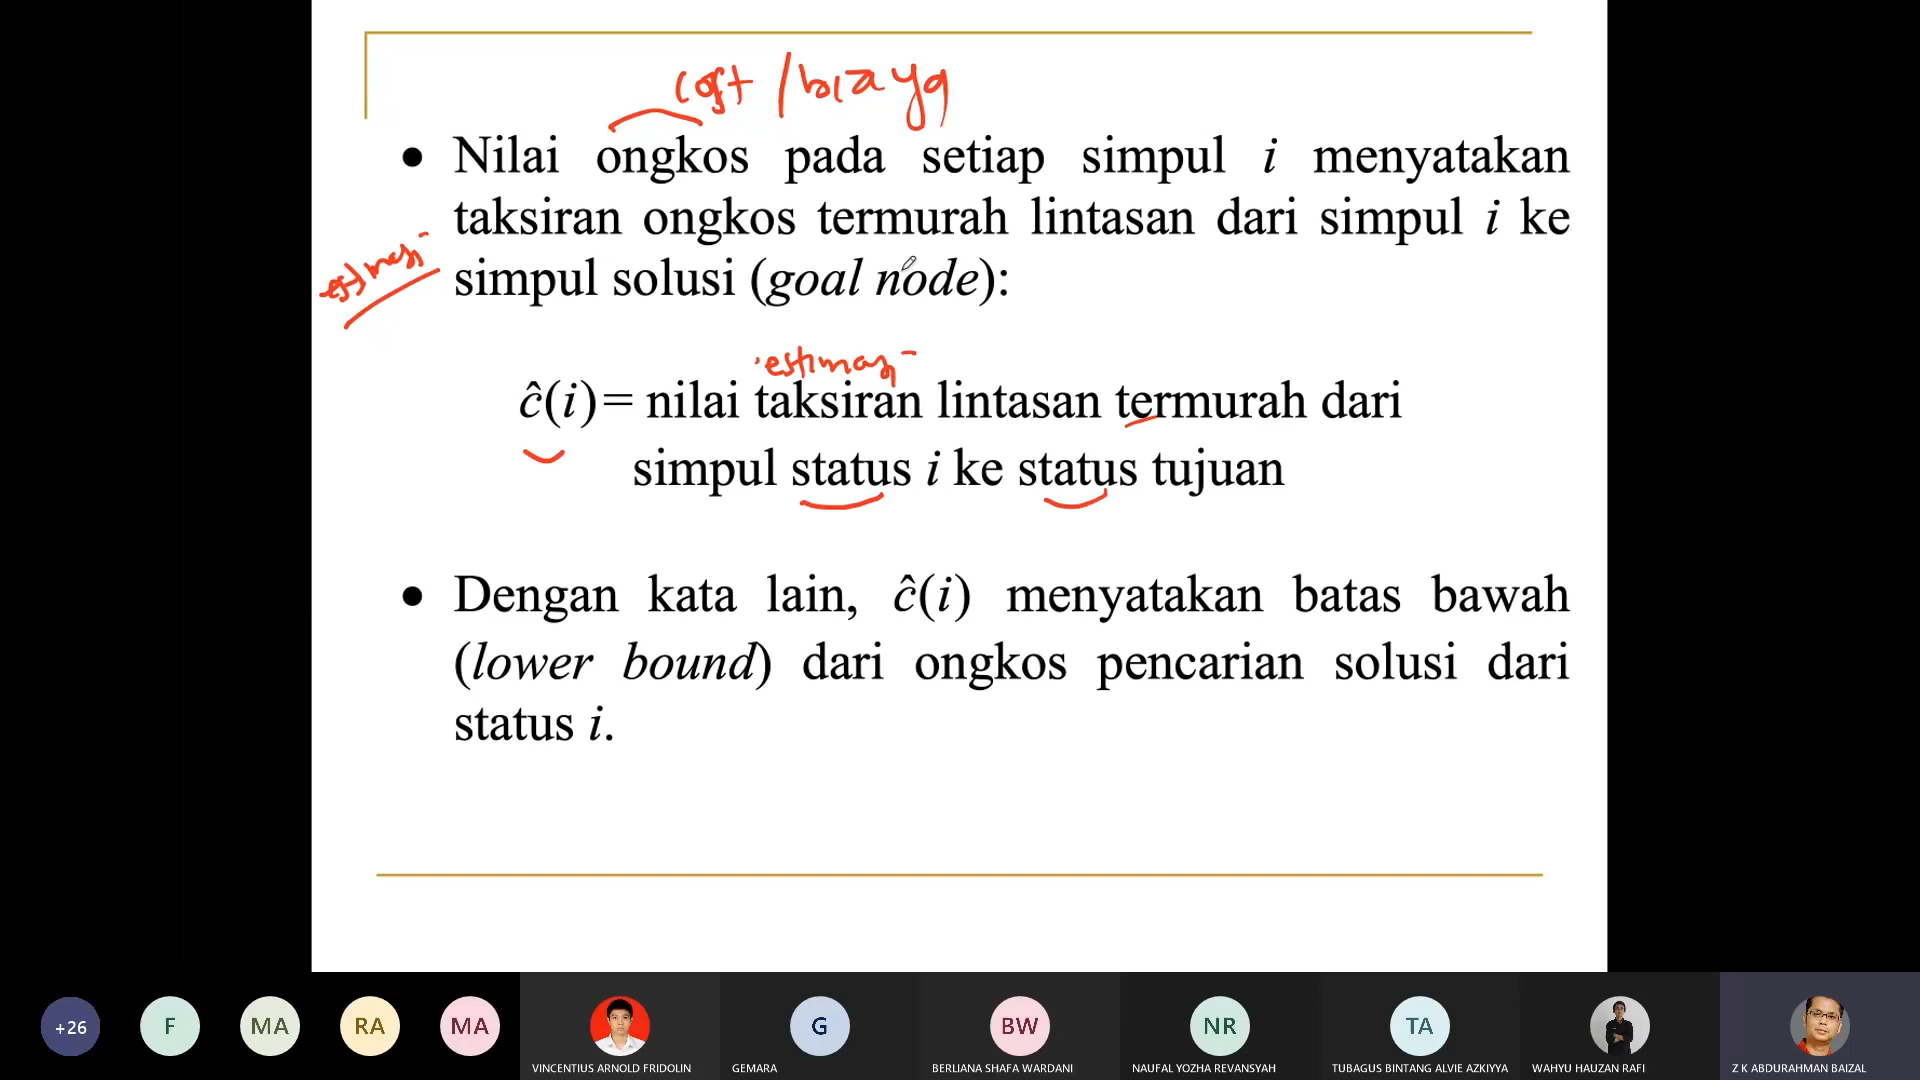 cost / biaya
• Nilai ongkos pada setiap simpul i menyatakan
taksiran ongkos termurah lintasan dari simpul i ke
estimasi
simpul solusi (goal node):
estimasi
ĉ(i) = nilai taksiran lintasan termurah dari
simpul status i ke status tujuan
• Dengan kata lain, ĉ(i) menyatakan batas bawah
(lower bound) dari ongkos pencarian solusi dari
status i.
+26
F
MA
RA
MA
G
BW
NR
TA
VINCENTIUS ARNOLD FRIDOLIN
GEMARA
BERLIANA SHAFA WARDANI
NAUFAL YOZHA REVANSYAH
TUBAGUS BINTANG ALVIE AZKIYYA
WAHYU HAUZAN RAFI
Z K ABDURAHMAN BAIZAL